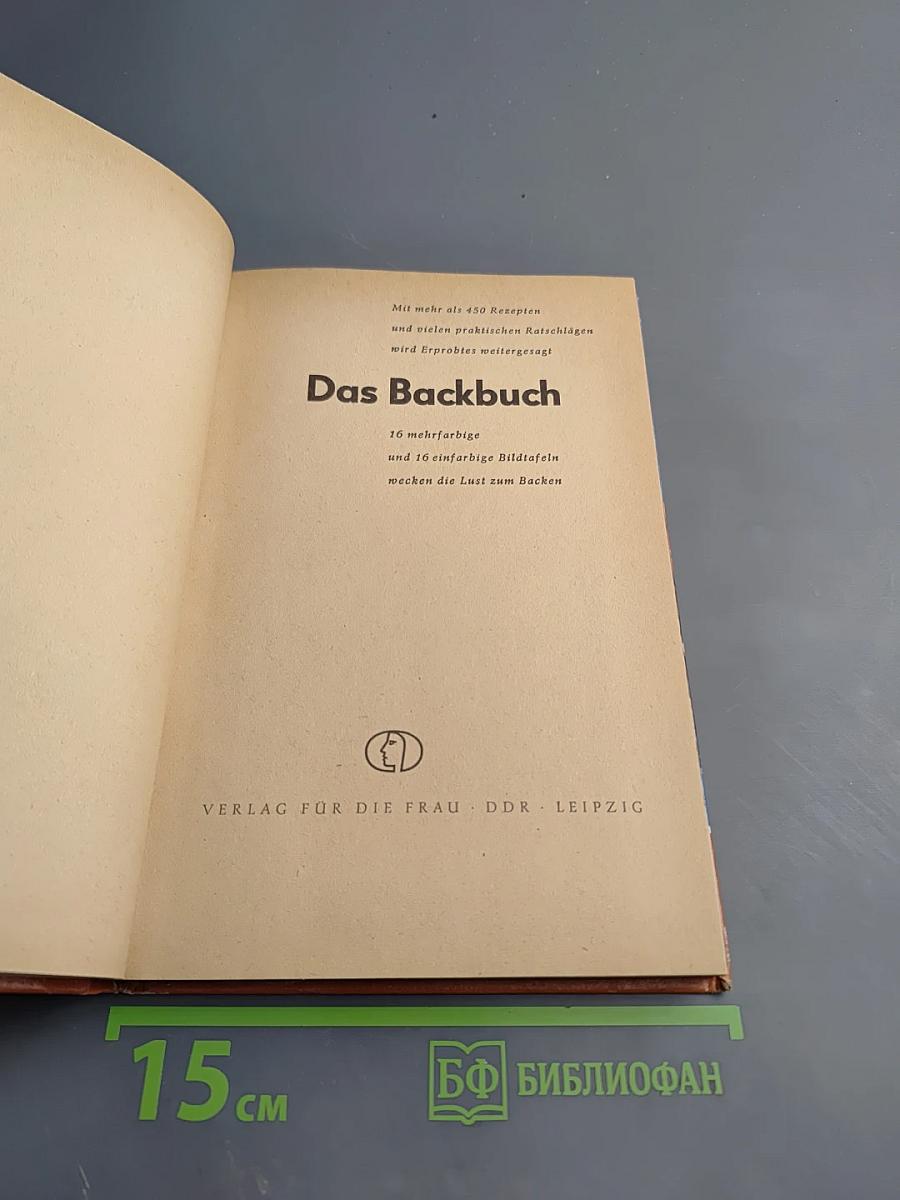 Mit mehr als 450 Rezepten
und vielen praktischen Ratschlägen
wird Erprobtes weitergesagt
Das Backbuch
16 mehrfarbige
und 16 einfarbige Bildtafeln
wecken die Lust zum Backen
VERLAG FÜR DIE FRAU · DDR · LEIPZIG
15 см
БФ БИБЛИОФАН